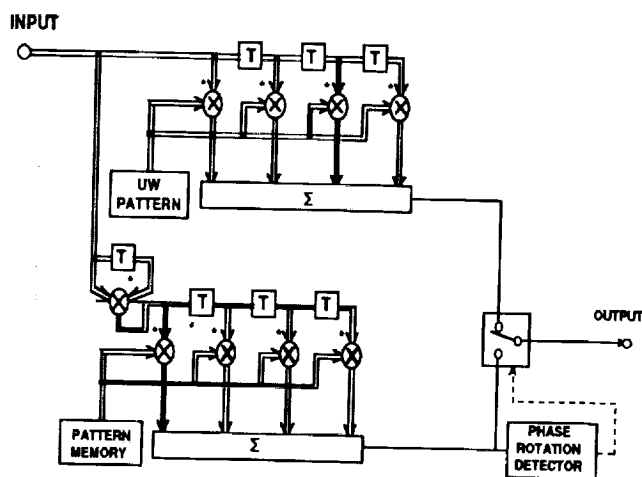 INPUT
T T T
* * * *
X X X X
UW
PATTERN
Σ
T
*
X
T T T
* * * *
X X X X
OUTPUT
PATTERN
MEMORY
Σ
PHASE
ROTATION
DETECTOR